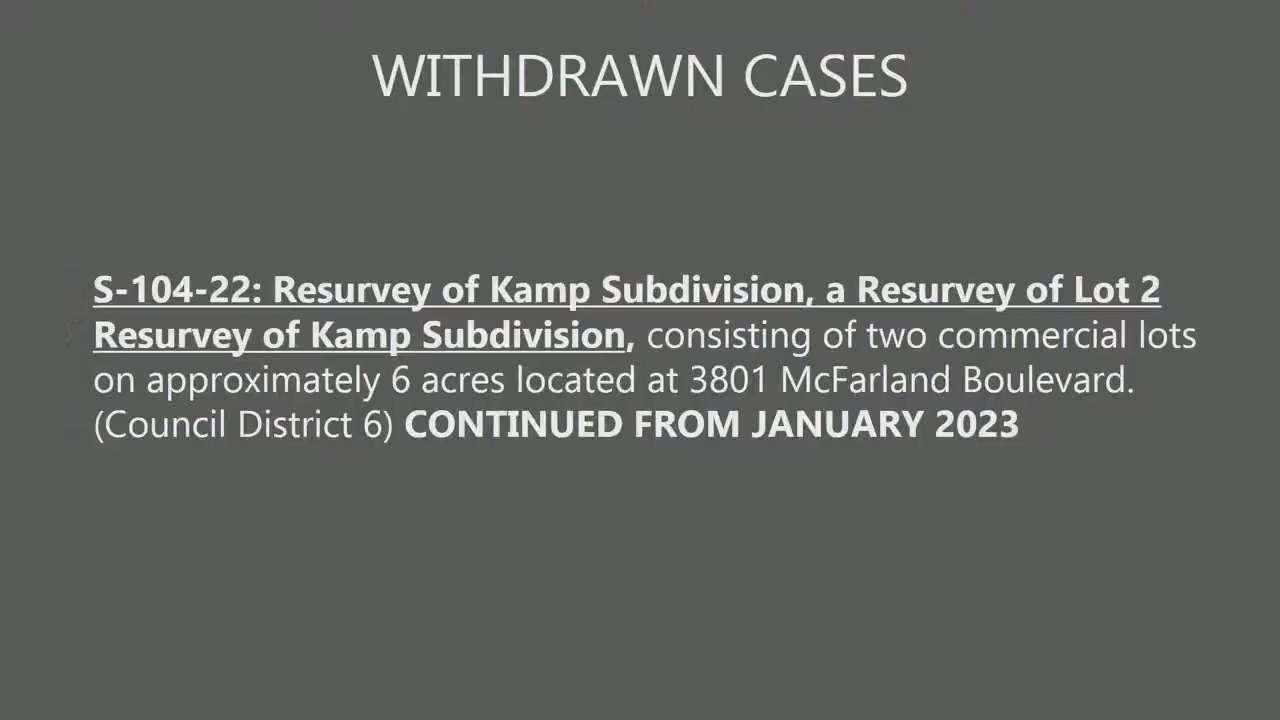 WITHDRAWN CASES
S-104-22: Resurvey of Kamp Subdivision, a Resurvey of Lot 2
Resurvey of Kamp Subdivision, consisting of two commercial lots
on approximately 6 acres located at 3801 McFarland Boulevard.
(Council District 6) CONTINUED FROM JANUARY 2023